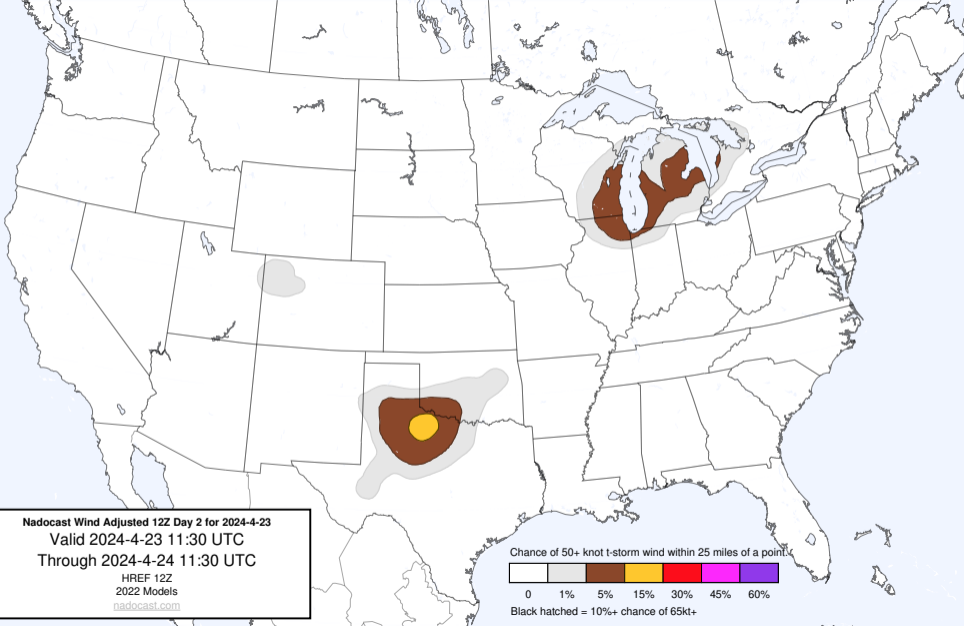 Nadocast Wind Adjusted 12Z Day 2 for 2024-4-23
Valid 2024-4-23 11:30 UTC
Through 2024-4-24 11:30 UTC
HREF 12Z
2022 Models
nadocast.com
Chance of 50+ knot t-storm wind within 25 miles of a point.
0 1% 5% 15% 30% 45% 60%
Black hatched = 10%+ chance of 65kt+